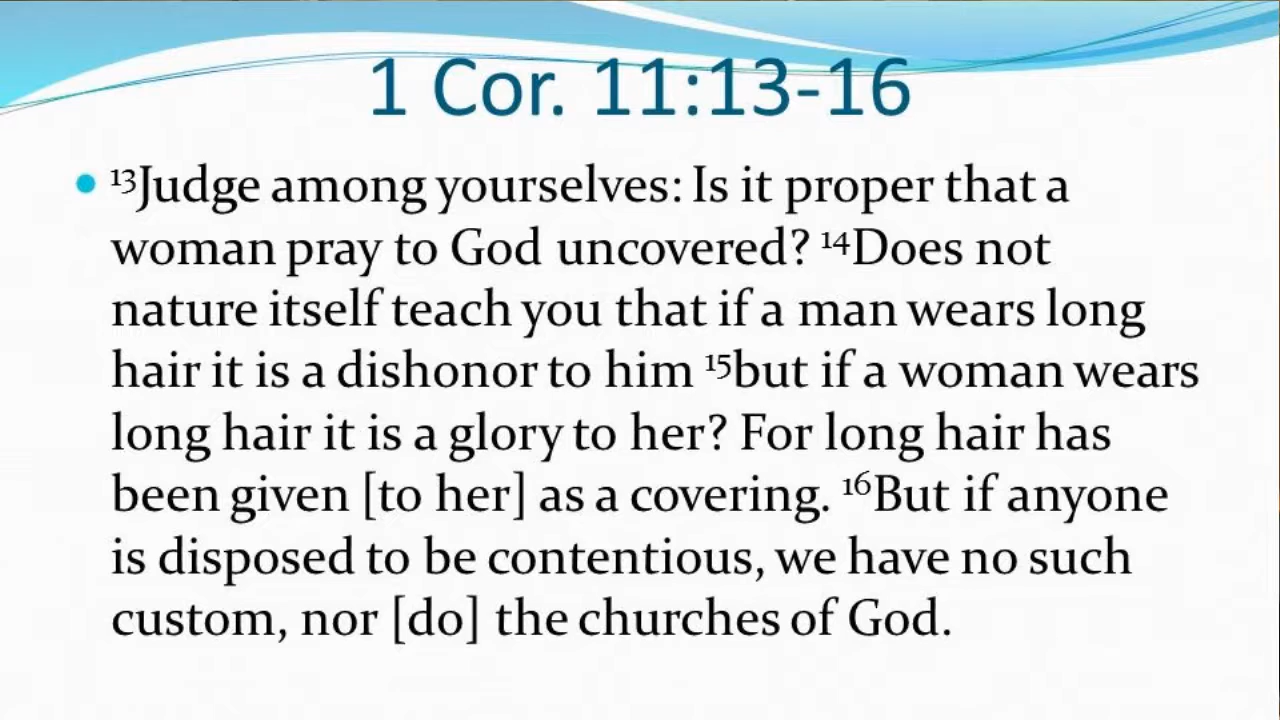 1 Cor. 11:13-16
• ¹³Judge among yourselves: Is it proper that a
woman pray to God uncovered? ¹⁴Does not
nature itself teach you that if a man wears long
hair it is a dishonor to him ¹⁵but if a woman wears
long hair it is a glory to her? For long hair has
been given [to her] as a covering. ¹⁶But if anyone
is disposed to be contentious, we have no such
custom, nor [do] the churches of God.